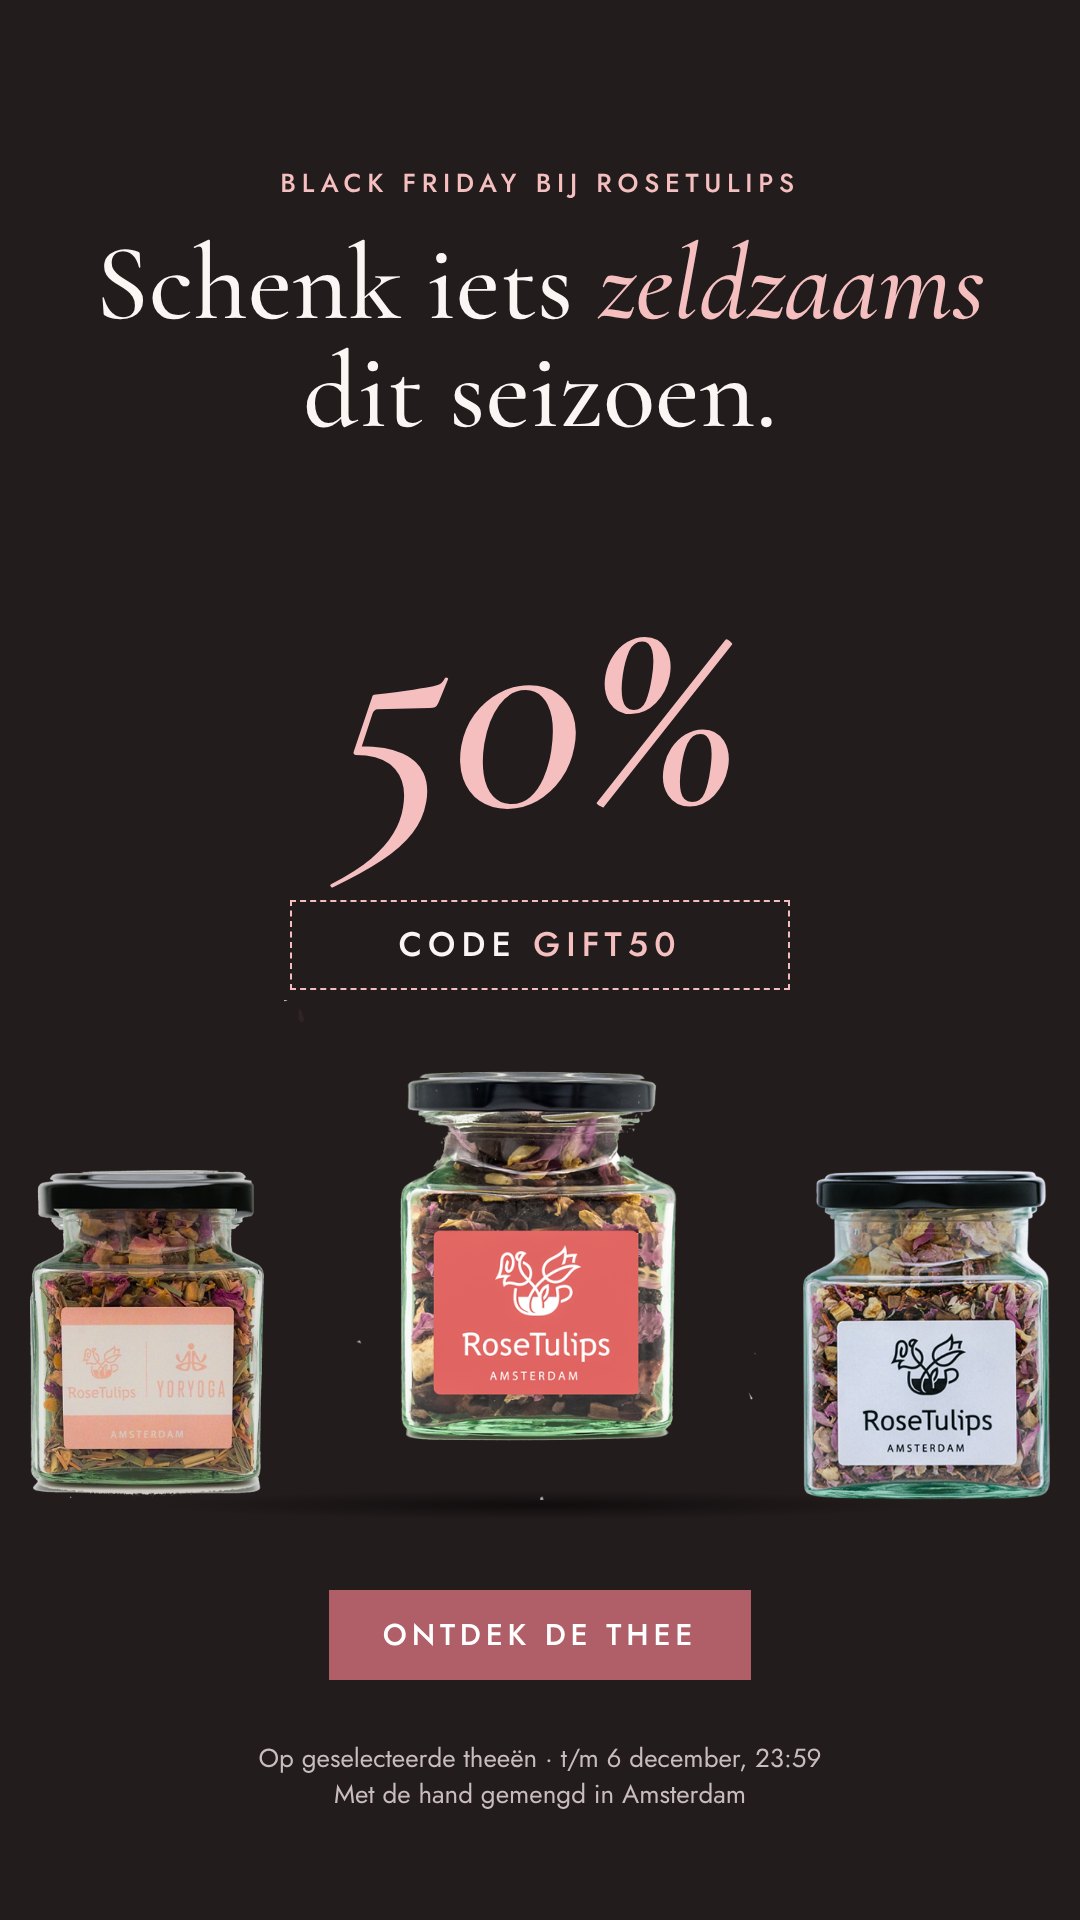 BLACK FRIDAY BIJ ROSETULIPS
Schenk iets zeldzaams
dit seizoen.
50%
CODE GIFT50
RoseTulips
YORYOGA
AMSTERDAM
RoseTulips
AMSTERDAM
RoseTulips
AMSTERDAM
ONTDEK DE THEE
Op geselecteerde theeën · t/m 6 december, 23:59
Met de hand gemengd in Amsterdam